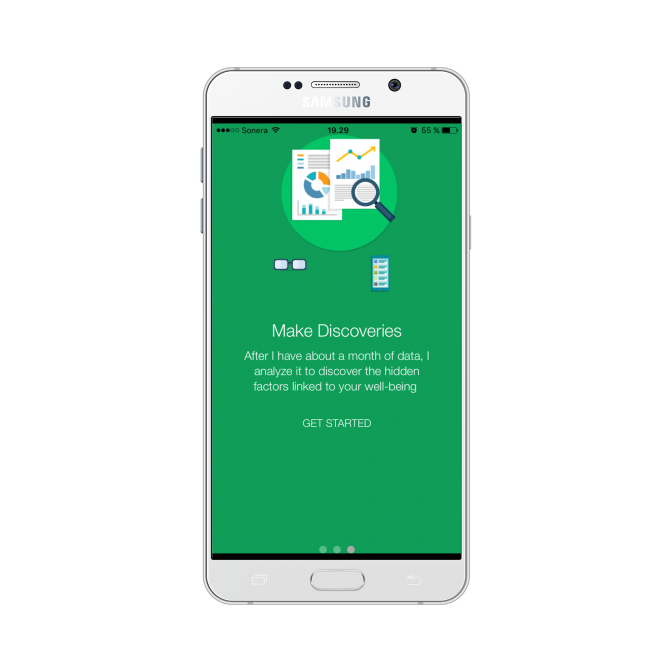 SAMSUNG
Sonera 19.29 55 %
Make Discoveries
After I have about a month of data, I
analyze it to discover the hidden
factors linked to your well-being
GET STARTED